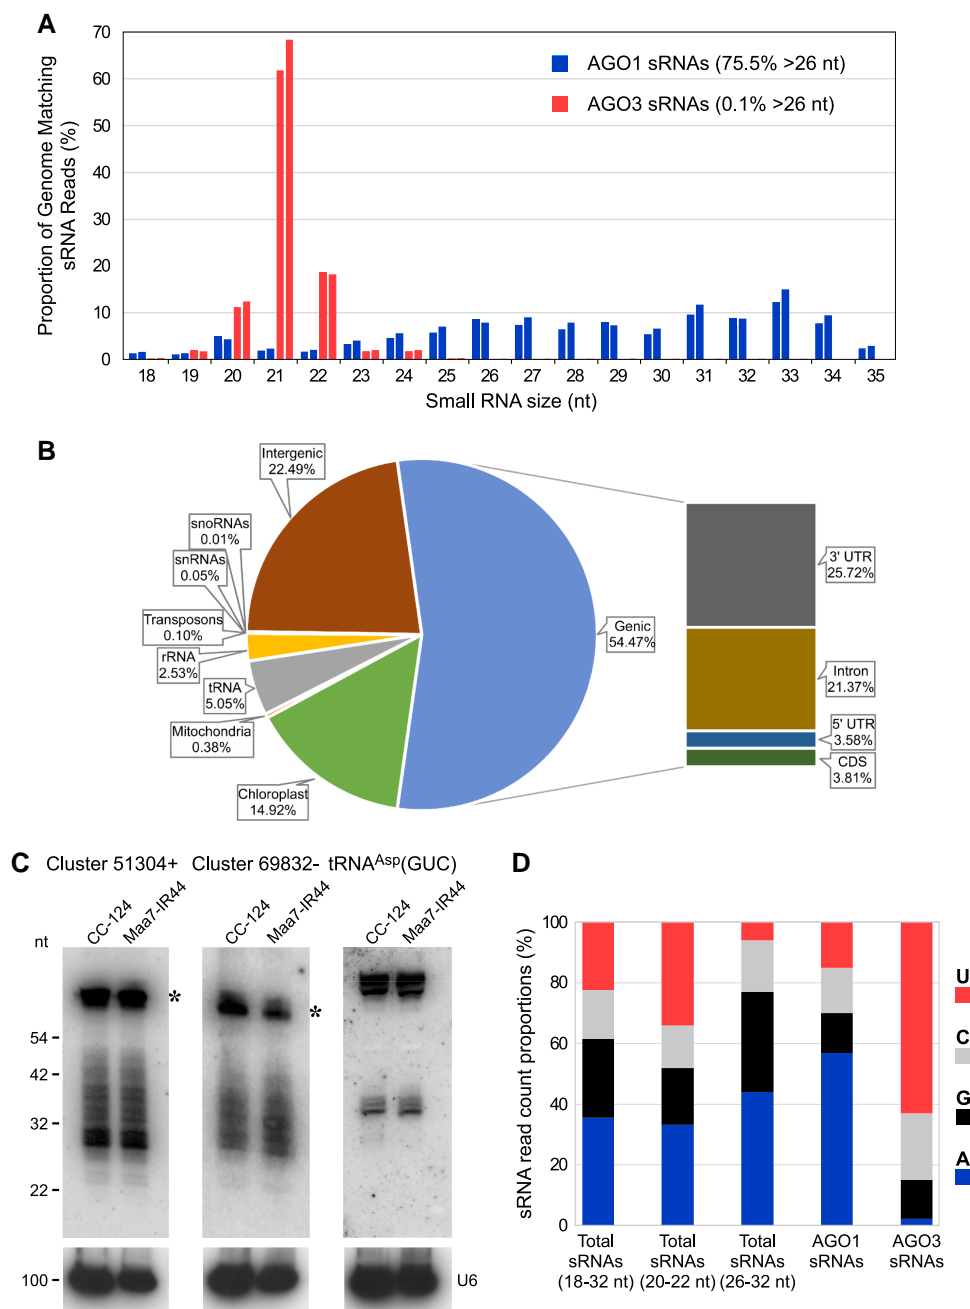 A
70
60
50
40
30
20
10
0
Proportion of Genome Matching
sRNA Reads (%)
AGO1 sRNAs (75.5% >26 nt)
AGO3 sRNAs (0.1% >26 nt)
18 19 20 21 22 23 24 25 26 27 28 29 30 31 32 33 34 35
Small RNA size (nt)
B
Intergenic
22.49%
snoRNAs
0.01%
snRNAs
0.05%
Transposons
0.10%
rRNA
2.53%
tRNA
5.05%
Mitochondria
0.38%
Chloroplast
14.92%
Genic
54.47%
3' UTR
25.72%
Intron
21.37%
5' UTR
3.58%
CDS
3.81%
C
Cluster 51304+ Cluster 69832- tRNAAsp(GUC)
CC-124 Maa7-IR44 CC-124 Maa7-IR44 CC-124 Maa7-IR44
nt
*
*
54
42
32
22
100
U6
D
100
80
60
40
20
0
sRNA read count proportions (%)
U
C
G
A
Total
sRNAs
(18-32 nt)
Total
sRNAs
(20-22 nt)
Total
sRNAs
(26-32 nt)
AGO1
sRNAs
AGO3
sRNAs